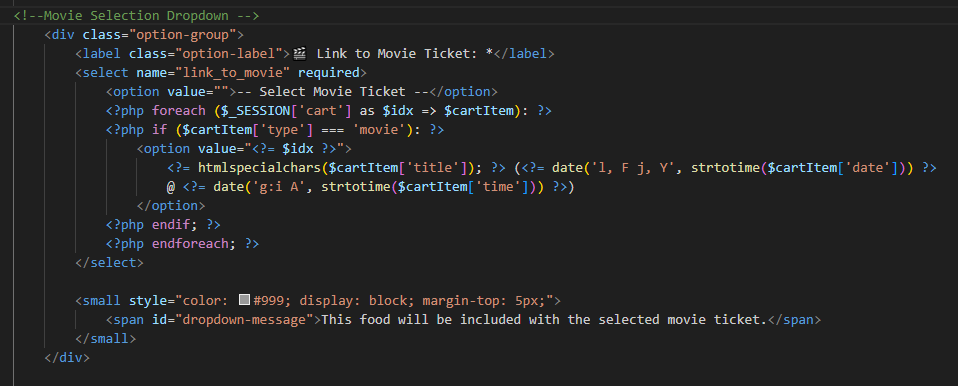 <!--Movie Selection Dropdown -->
<div class="option-group">
<label class="option-label">🎬 Link to Movie Ticket: *</label>
<select name="link_to_movie" required>
<option value="">-- Select Movie Ticket --</option>
<?php foreach ($_SESSION['cart'] as $idx => $cartItem): ?>
<?php if ($cartItem['type'] === 'movie'): ?>
<option value="<?= $idx ?>">
<?= htmlspecialchars($cartItem['title']); ?> (<?= date('l, F j, Y', strtotime($cartItem['date'])) ?>
@ <?= date('g:i A', strtotime($cartItem['time'])) ?>)
</option>
<?php endif; ?>
<?php endforeach; ?>
</select>
<small style="color: #999; display: block; margin-top: 5px;">
<span id="dropdown-message">This food will be included with the selected movie ticket.</span>
</small>
</div>